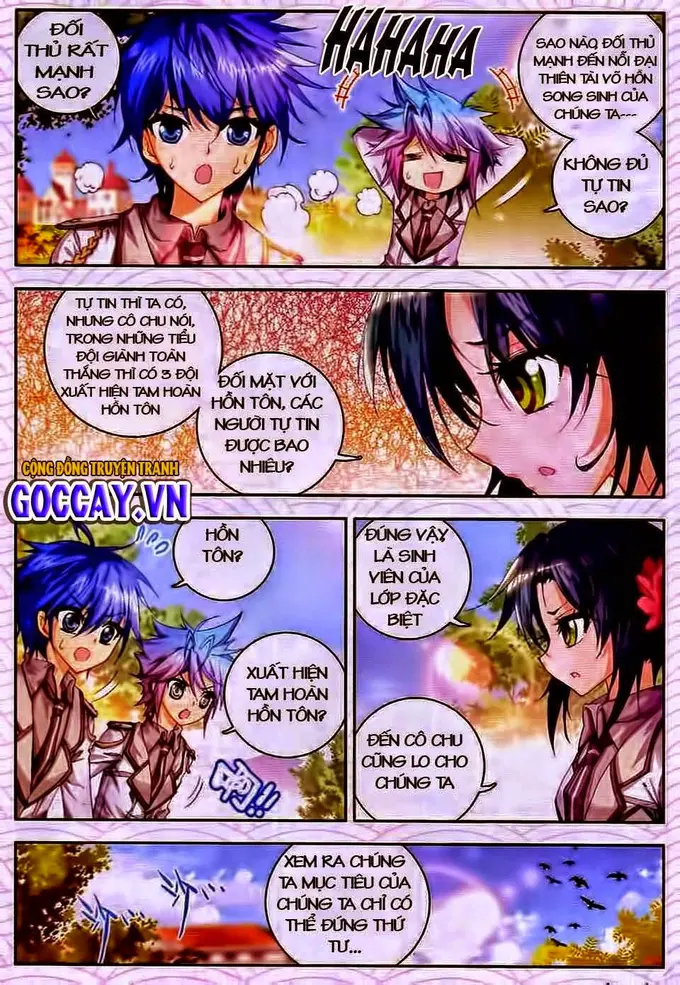 ĐỐI
THỦ RẤT
MẠNH
SAO?
HAHAHA
SAO NÀO, ĐỐI THỦ
MẠNH ĐẾN NỖI ĐẠI
THIÊN TÀI VÕ HỒN
SONG SINH CỦA
CHÚNG TA---
KHÔNG ĐỦ
TỰ TIN
SAO?
TỰ TIN THÌ TA CÓ,
NHƯNG CÔ CHU NÓI,
TRONG NHỮNG TIỂU
ĐỘI GIÀNH TOÀN
THẮNG THÌ CÓ 3 ĐỘI
XUẤT HIỆN TAM HOÀN
HỒN TÔN
ĐỐI MẶT VỚI
HỒN TÔN, CÁC
NGƯỜI TỰ TIN
ĐƯỢC BAO
NHIÊU?
CỘNG ĐỒNG TRUYỆN TRANH
GOCCAY.VN
HỒN
TÔN?
XUẤT HIỆN
TAM HOÀN
HỒN TÔN?
啊!!
ĐÚNG VẬY,
LÀ SINH
VIÊN CỦA
LỚP ĐẶC
BIỆT
ĐẾN CÔ CHU
CŨNG LO CHO
CHÚNG TA
XEM RA CHÚNG
TA MỤC TIÊU CỦA
CHÚNG TA CHỈ CÓ
THỂ ĐỨNG THỨ
TƯ...